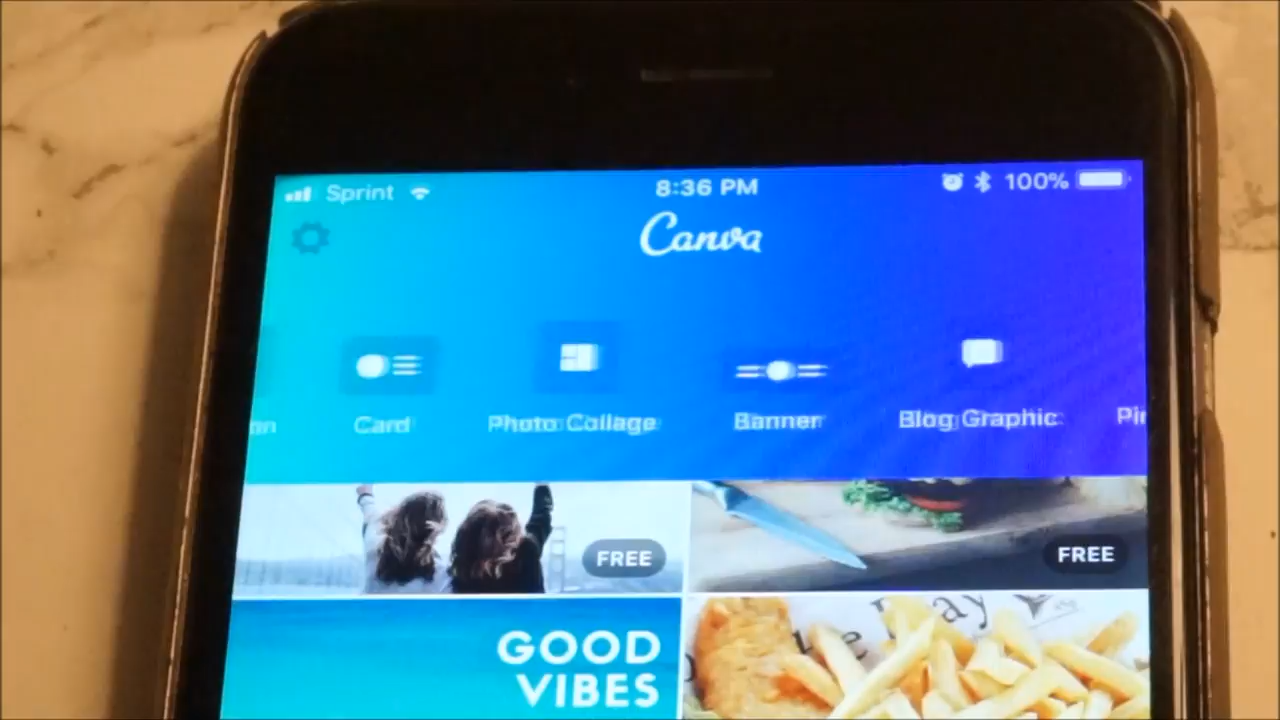 Sprint 8:36 PM 100%
Canva
Card Photo Collage Banner Blog Graphic
FREE FREE
GOOD
VIBES